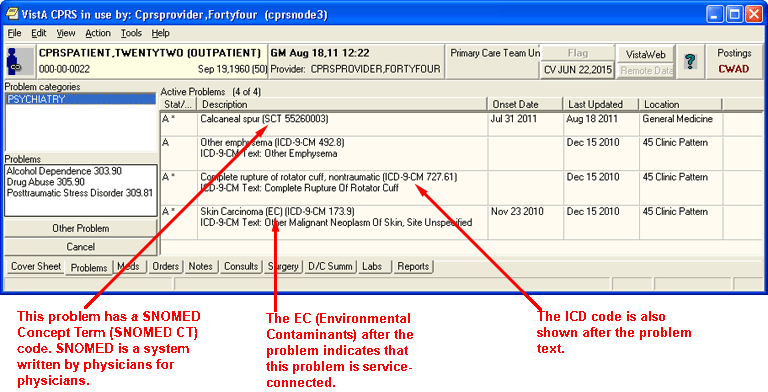 VistA CPRS in use by: Cprsprovider,Fortyfour (cprsnode3)
File Edit View Action Tools Help
CPRSPATIENT,TWENTYTWO (OUTPATIENT) GM Aug 18,11 12:22 Primary Care Team Un Flag VistaWeb ? Postings
000-00-0022 Sep 19,1960 (50) Provider: CPRSPROVIDER,FORTYFOUR CV JUN 22,2015 Remote Data CWAD
Problem categories
PSYCHIATRY
Problems
Alcohol Dependence 303.90
Drug Abuse 305.90
Posttraumatic Stress Disorder 309.81
Other Problem
Cancel
Active Problems (4 of 4)
Stat/... Description Onset Date Last Updated Location
A * Calcaneal spur (SCT 55260003) Jul 31 2011 Aug 18 2011 General Medicine
A Other emphysema (ICD-9-CM 492.8) Dec 15 2010 45 Clinic Pattern
ICD-9-CM Text: Other Emphysema
A * Complete rupture of rotator cuff, nontraumatic (ICD-9-CM 727.61) Dec 15 2010 45 Clinic Pattern
ICD-9-CM Text: Complete Rupture Of Rotator Cuff
A * Skin Carcinoma (EC) (ICD-9-CM 173.9) Nov 23 2010 Dec 15 2010 45 Clinic Pattern
ICD-9-CM Text: Other Malignant Neoplasm Of Skin, Site Unspecified
Cover Sheet Problems Meds Orders Notes Consults Surgery D/C Summ Labs Reports
This problem has a SNOMED
Concept Term (SNOMED CT)
code. SNOMED is a system
written by physicians for
physicians.
The EC (Environmental
Contaminants) after the
problem indicates that
this problem is service-
connected.
The ICD code is also
shown after the problem
text.